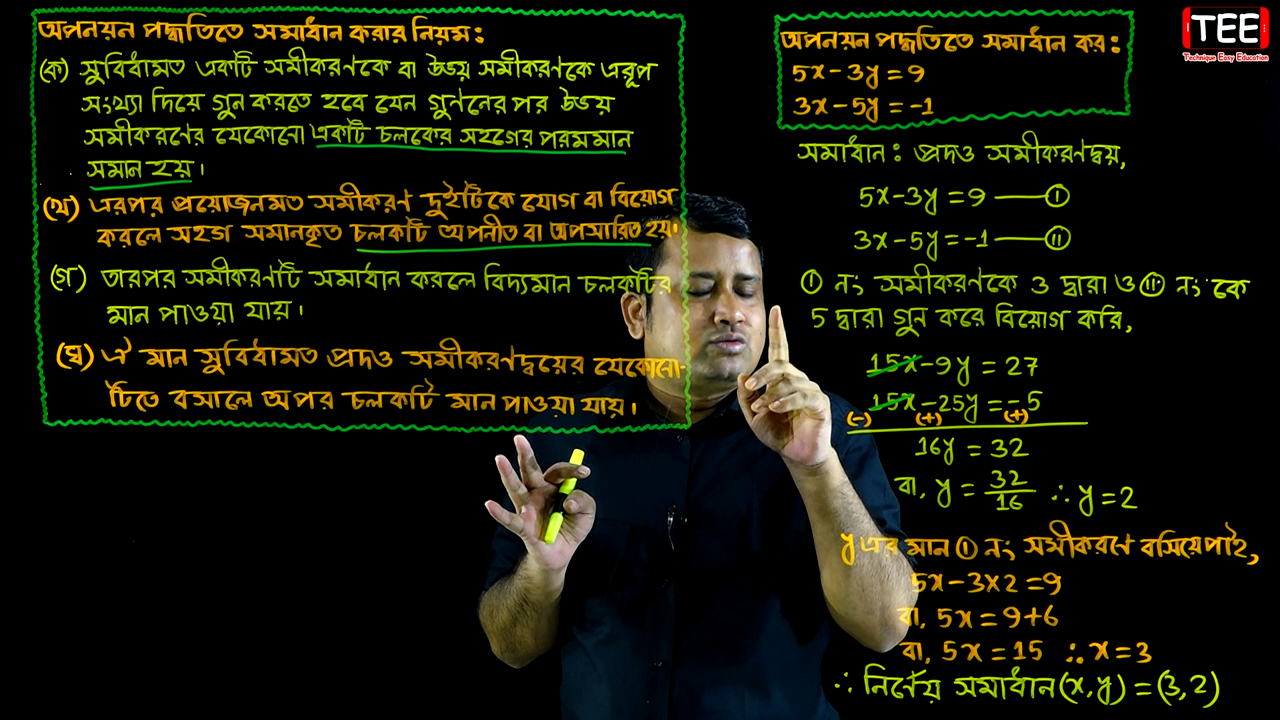 অপনয়ন পদ্ধতিতে সমাধান করার নিয়ম:
(ক) সুবিধামত একটি সমীকরণকে বা উভয় সমীকরণকে এরূপ
সংখ্যা দিয়ে গুন করতে হবে যেন গুণনের পর উভয়
সমীকরণের যেকোনো একটি চলকের সহগের পরমমান
সমান হয়।
(খ) এরপর প্রয়োজনমত সমীকরণ দুইটিকে যোগ বা বিয়োগ
করলে সহগ সমানকৃত চলকটি অপনীত বা অপসারিত হয়।
(গ) তারপর সমীকরণটি সমাধান করলে বিদ্যমান চলকটির
মান পাওয়া যায়।
(ঘ) ঐ মান সুবিধামত প্রদও সমীকরণদ্বয়ের যেকোনো-
টিতে বসালে অপর চলকটি মান পাওয়া যায়।
TEE
Technique Easy Education
অপনয়ন পদ্ধতিতে সমাধান কর:
5x-3y=9
3x-5y=-1
সমাধান: প্রদও সমীকরণদ্বয়,
5x-3y=9 —— ⓘ
3x-5y=-1 —— ⓘⓘ
ⓘ নং সমীকরণকে 3 দ্বারা ও ⓘⓘ নং কে
5 দ্বারা গুন করে বিয়োগ করি,
15x-9y=27
15x-25y=-5
(-) (+) (+)
16y=32
বা, y=32/16 ∴ y=2
y এর মান ⓘ নং সমীকরণে বসিয়ে পাই,
5x-3x2=9
বা, 5x=9+6
বা, 5x=15 ∴ x=3
∴ নির্ণেয় সমাধান (x,y)=(3,2)